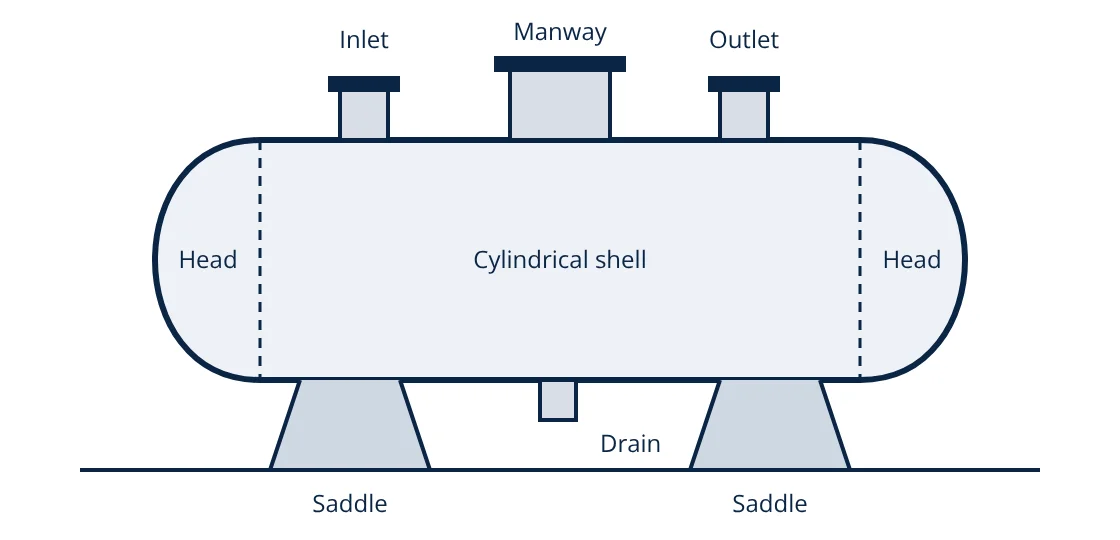 Inlet
Manway
Outlet
Head
Cylindrical shell
Head
Drain
Saddle
Saddle